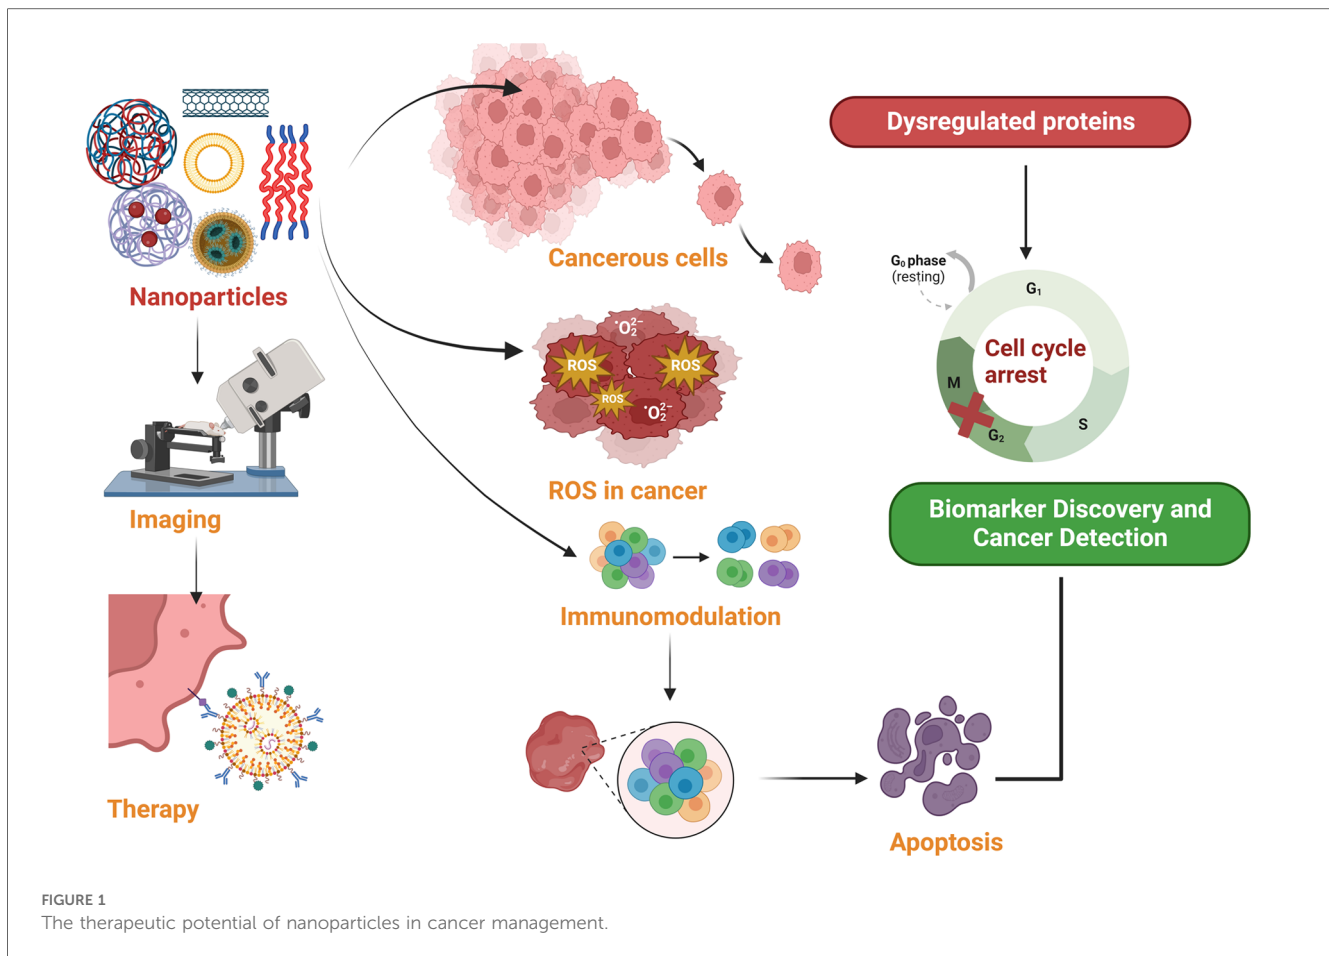 Nanoparticles
Imaging
Therapy
Cancerous cells
•O₂²⁻
ROS
ROS
ROS
•O₂²⁻
ROS in cancer
Immunomodulation
Apoptosis
Dysregulated proteins
G₀ phase
(resting)
G₁
Cell cycle
arrest
M
G₂
S
Biomarker Discovery and
Cancer Detection
FIGURE 1
The therapeutic potential of nanoparticles in cancer management.